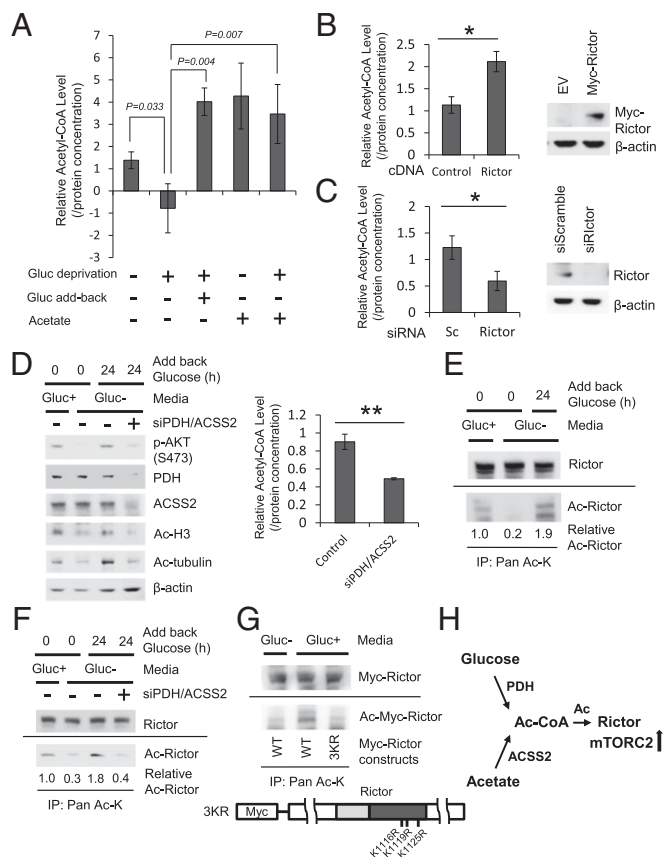 A
Relative Acetyl-CoA Level
(/protein concentration)
7
6
5
4
3
2
1
0
-1
-2
-3
P=0.033
P=0.004
P=0.007
Gluc deprivation - + + - +
Gluc add-back - - + - -
Acetate - - - + +
B
Relative Acetyl-CoA Level
(/protein concentration)
2.5
2
1.5
1
0.5
0
*
cDNA Control Rictor
EV
Myc-Rictor
Myc-
Rictor
β-actin
C
Relative Acetyl-CoA Level
(/protein concentration)
2
1.5
1
0.5
0
*
siRNA Sc Rictor
siScramble
siRIctor
Rictor
β-actin
D
0 0 24 24 Add back
Glucose (h)
Gluc+ Gluc- Media
- - - + siPDH/ACSS2
p-AKT
(S473)
PDH
ACSS2
Ac-H3
Ac-tubulin
β-actin
Relative Acetyl-CoA Level
(/protein concentration)
1.2
1
0.8
0.6
0.4
0.2
0
**
Control
siPDH/ACSS2
E
0 0 24 Add back
Glucose (h)
Gluc+ Gluc- Media
Rictor
Ac-Rictor
1.0 0.2 1.9 Relative
Ac-Rictor
IP: Pan Ac-K
F
0 0 24 24 Add back
Glucose (h)
Gluc+ Gluc- Media
- - - + siPDH/ACSS2
Rictor
Ac-Rictor
1.0 0.3 1.8 0.4 Relative
Ac-Rictor
IP: Pan Ac-K
G
Gluc- Gluc+ Media
Myc-Rictor
Ac-Myc-Rictor
WT WT 3KR Myc-Rictor
constructs
IP: Pan Ac-K
Rictor
3KR Myc
K1116R
K1119R
K1125R
H
Glucose
PDH
Ac-CoA Ac Rictor
mTORC2
ACSS2
Acetate